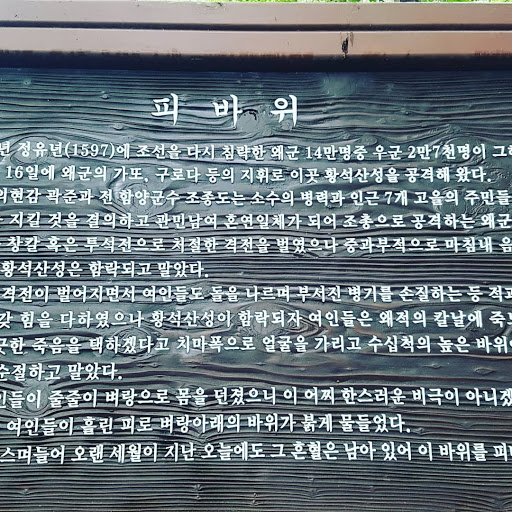 피 바 위
년 정유년(1597)에 조선을 다시 침략한 왜군 14만명중 우군 2만7천명이 그
16일에 왜군의 가또, 구로다 등의 지휘로 이곳 황석산성을 공격해 왔다.
위현감 곽준과 전 함양군수 조종도는 소수의 병력과 인근 7개 고을의 주민들
지킬 것을 결의하고 관민남여 혼연일체가 되어 조총으로 공격하는 왜군
창칼 혹은 투석전으로 처절한 격전을 벌였으나 중과부적으로 마침내 음
황석산성은 함락되고 말았다.
격전이 벌어지면서 여인들도 돌을 나르며 부서진 병기를 손질하는 등 적과
갖 힘을 다하였으나 황석산성이 함락되자 여인들은 왜적의 칼날에 죽느
굿한 죽음을 택하겠다고 치마폭으로 얼굴을 가리고 수십척의 높은 바위에
순절하고 말았다.
인들이 줄줄이 벼랑으로 몸을 던졌으니 이 어찌 한스러운 비극이 아니겠
여인들이 흘린 피로 벼랑아래의 바위가 붉게 물들었다.
스며들어 오랜 세월이 지난 오늘에도 그 혼혈은 남아 있어 이 바위를 피바